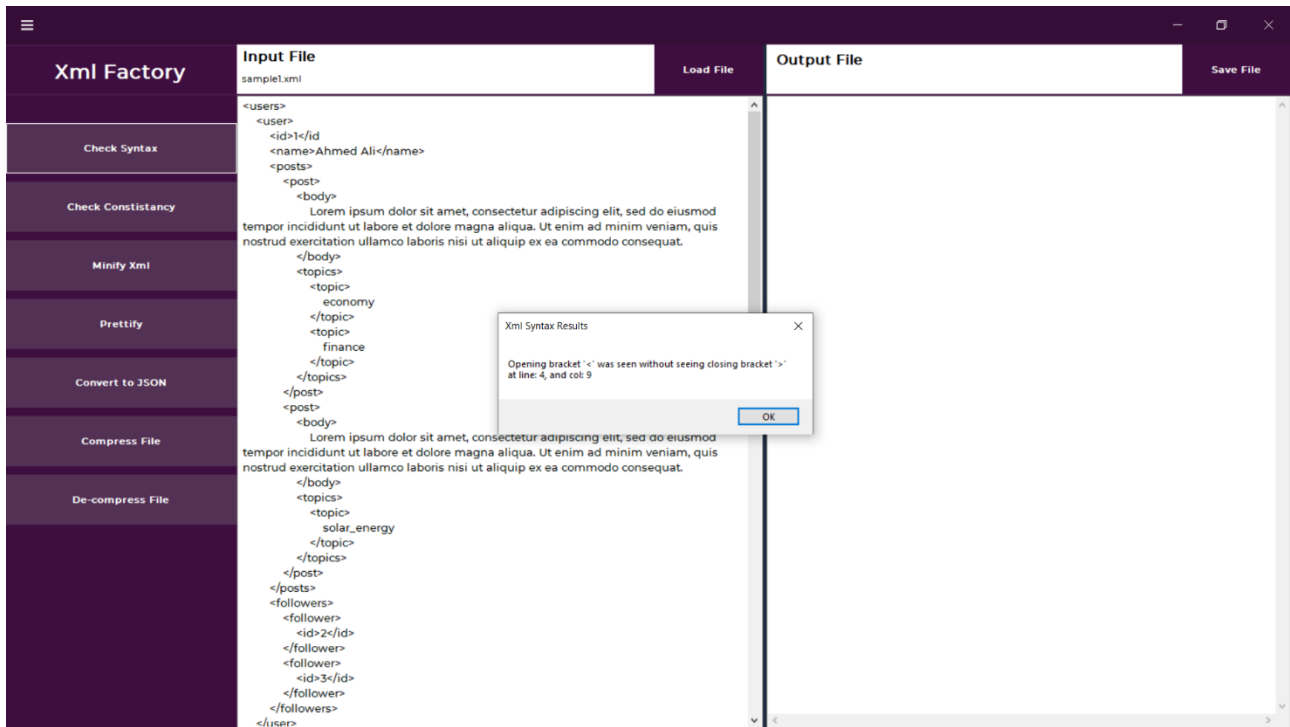 Xml Factory
Check Syntax
Check Constistancy
Minify Xml
Prettify
Convert to JSON
Compress File
De-compress File
Input File
sample1.xml
Load File
<users>
<user>
<id>1</id
<name>Ahmed Ali</name>
<posts>
<post>
<body>
Lorem ipsum dolor sit amet, consectetur adipiscing elit, sed do eiusmod
tempor incididunt ut labore et dolore magna aliqua. Ut enim ad minim veniam, quis
nostrud exercitation ullamco laboris nisi ut aliquip ex ea commodo consequat.
</body>
<topics>
<topic>
economy
</topic>
<topic>
finance
</topic>
</topics>
</post>
<post>
<body>
Lorem ipsum dolor sit amet, consectetur adipiscing elit, sed do eiusmod
tempor incididunt ut labore et dolore magna aliqua. Ut enim ad minim veniam, quis
nostrud exercitation ullamco laboris nisi ut aliquip ex ea commodo consequat.
</body>
<topics>
<topic>
solar_energy
</topic>
</topics>
</post>
</posts>
<followers>
<follower>
<id>2</id>
</follower>
<follower>
<id>3</id>
</follower>
</followers>
</user>
Xml Syntax Results
Opening bracket '<' was seen without seeing closing bracket '>'
at line: 4, and col: 9
OK
Output File
Save File